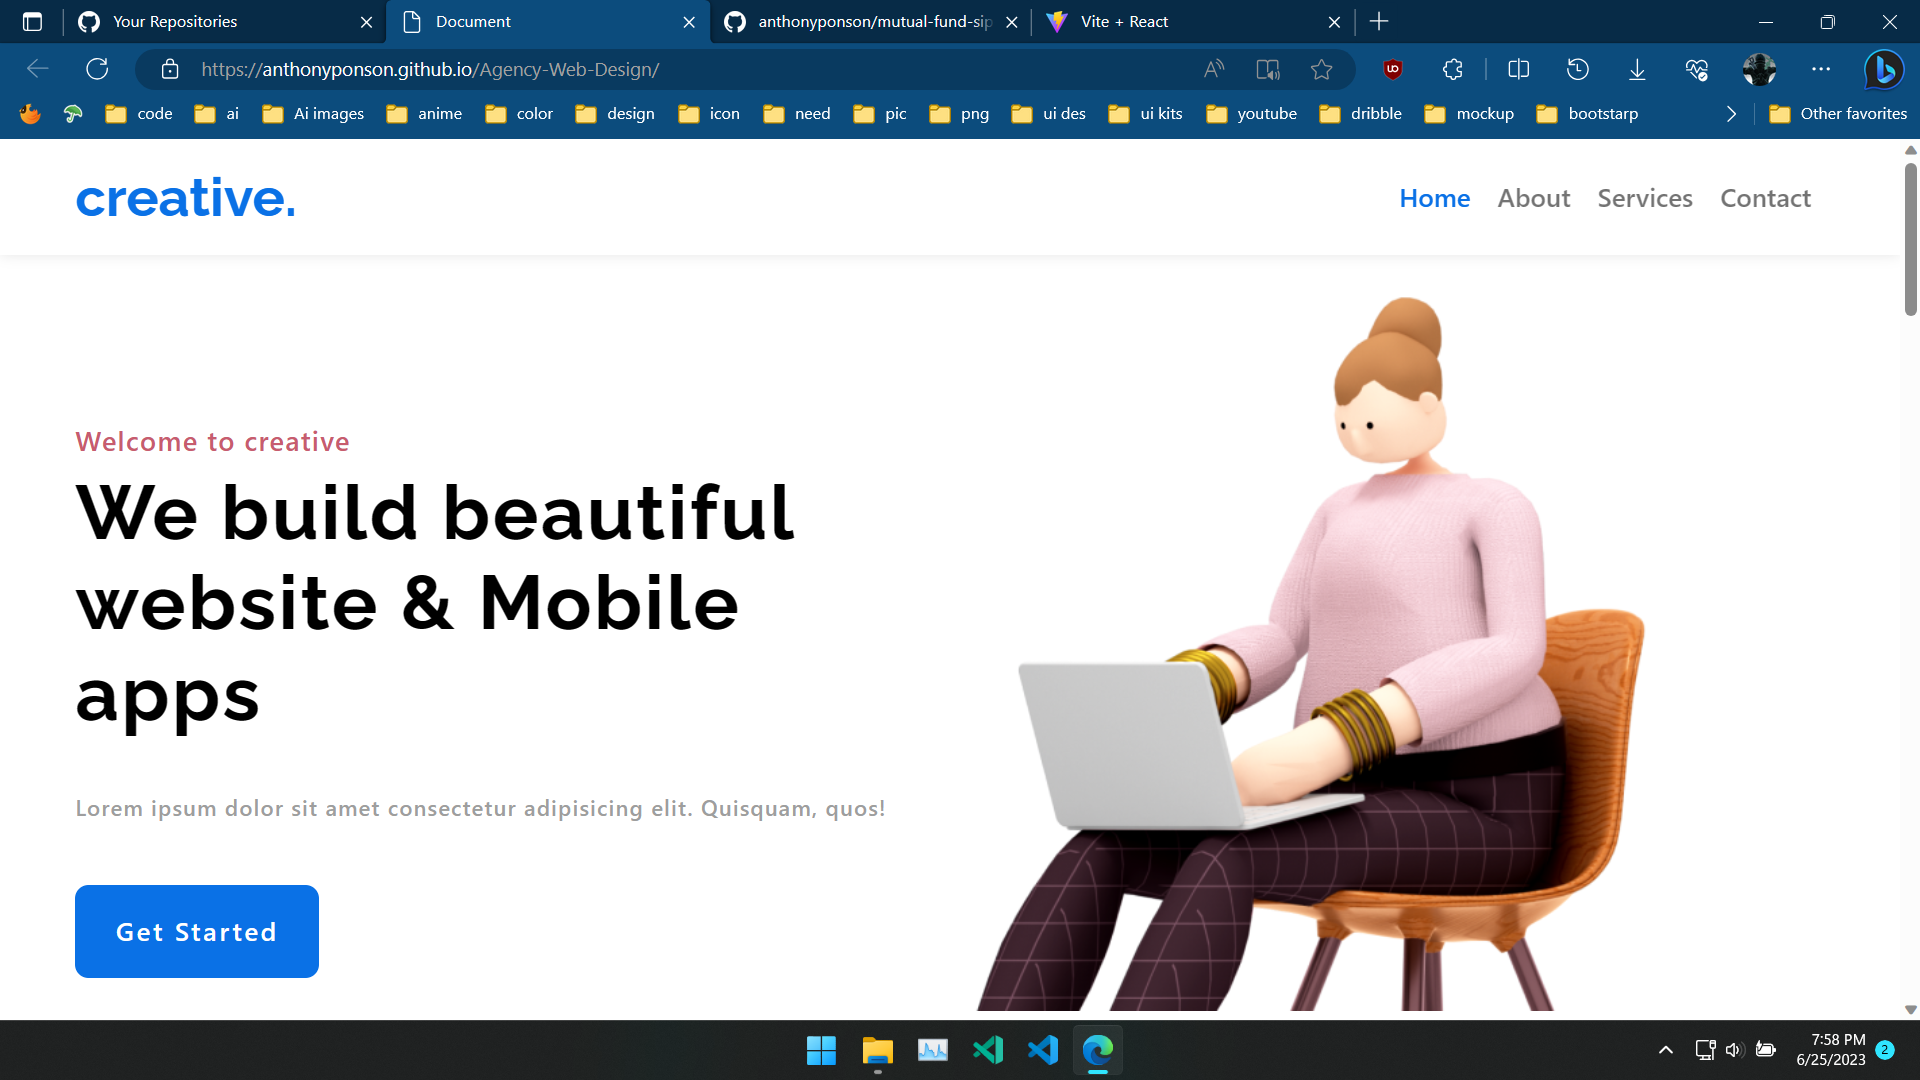 Your Repositories
Document
anthonyponson/mutual-fund-sip
Vite + React
https://anthonyponson.github.io/Agency-Web-Design/
code
ai
Ai images
anime
color
design
icon
need
pic
png
ui des
ui kits
youtube
dribble
mockup
bootstarp
Other favorites
creative.
Home
About
Services
Contact
Welcome to creative
We build beautiful
website & Mobile
apps
Lorem ipsum dolor sit amet consectetur adipisicing elit. Quisquam, quos!
Get Started
7:58 PM
6/25/2023
2